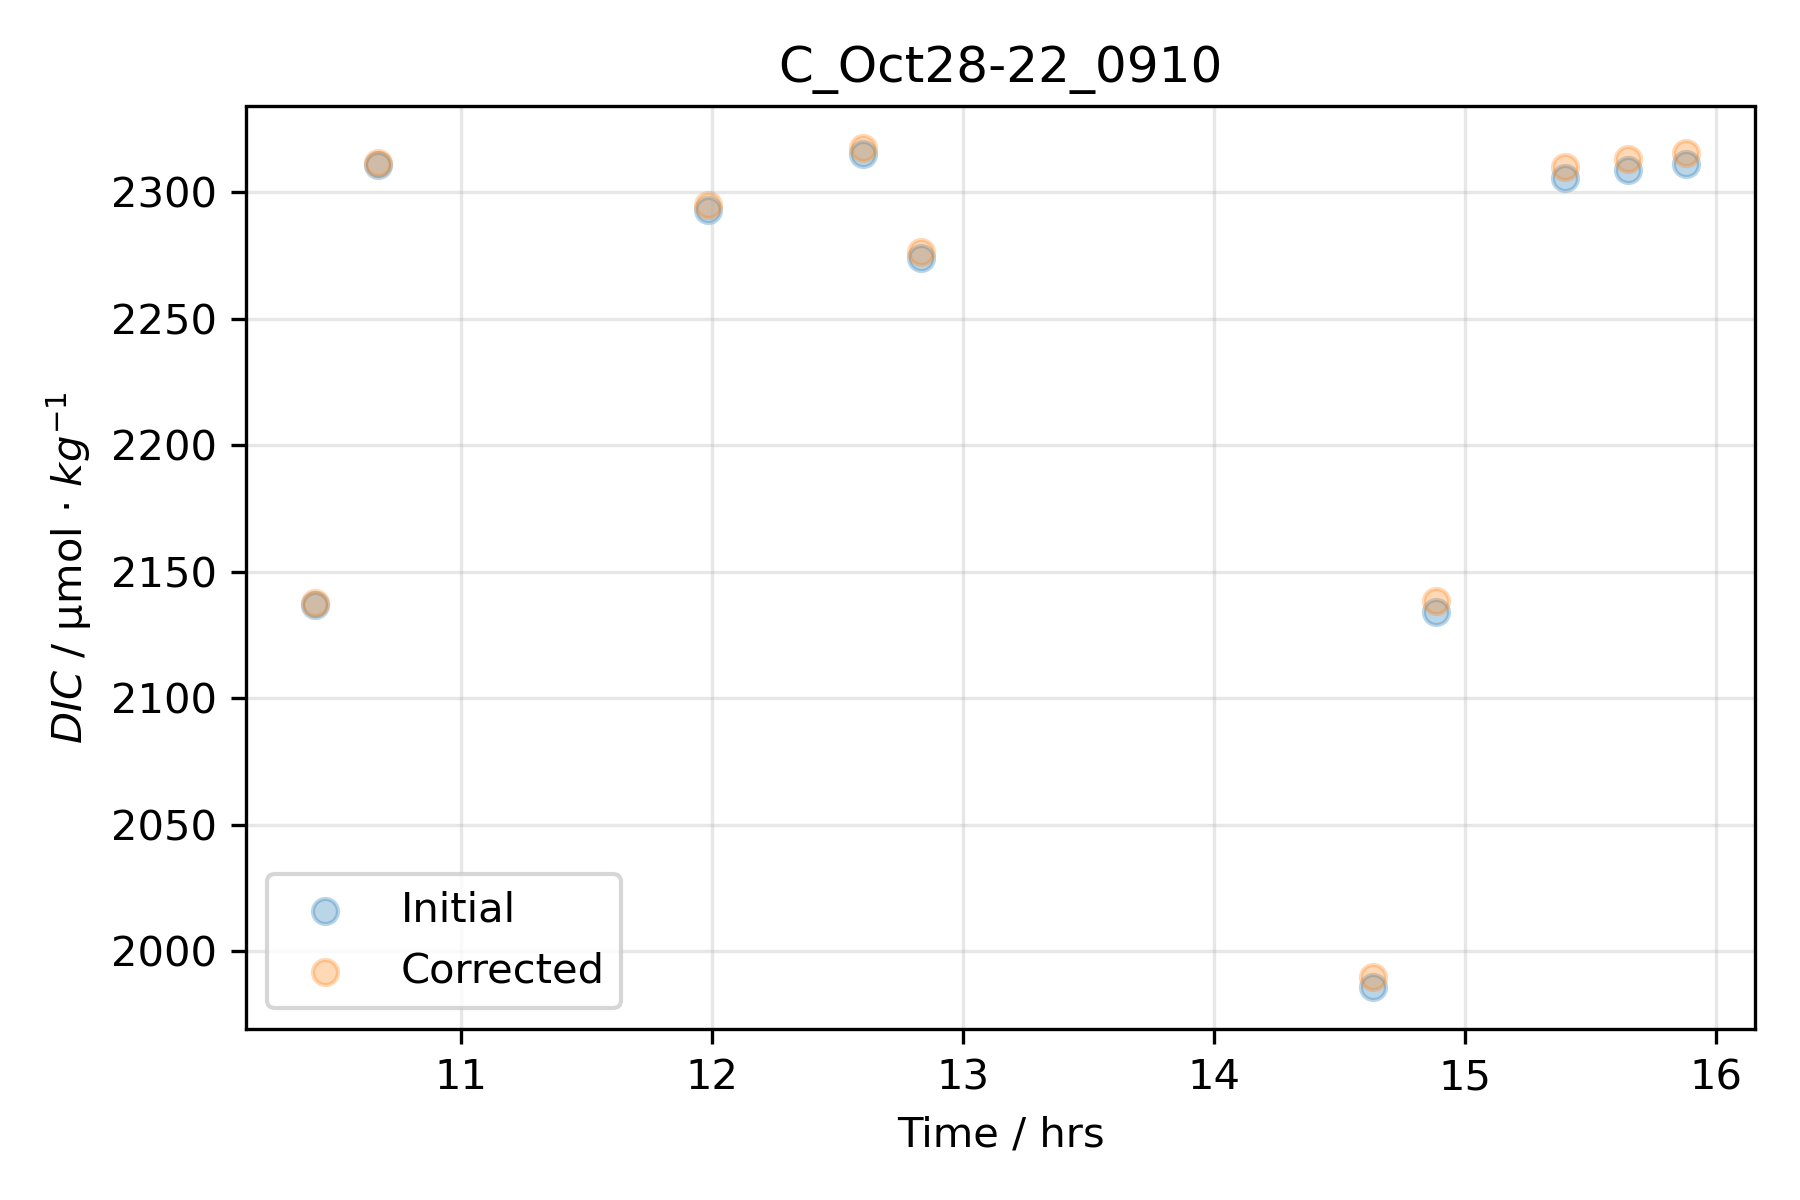 C_Oct28-22_0910
DIC / µmol · kg⁻¹
2300
2250
2200
2150
2100
2050
2000
Initial
Corrected
11 12 13 14 15 16
Time / hrs